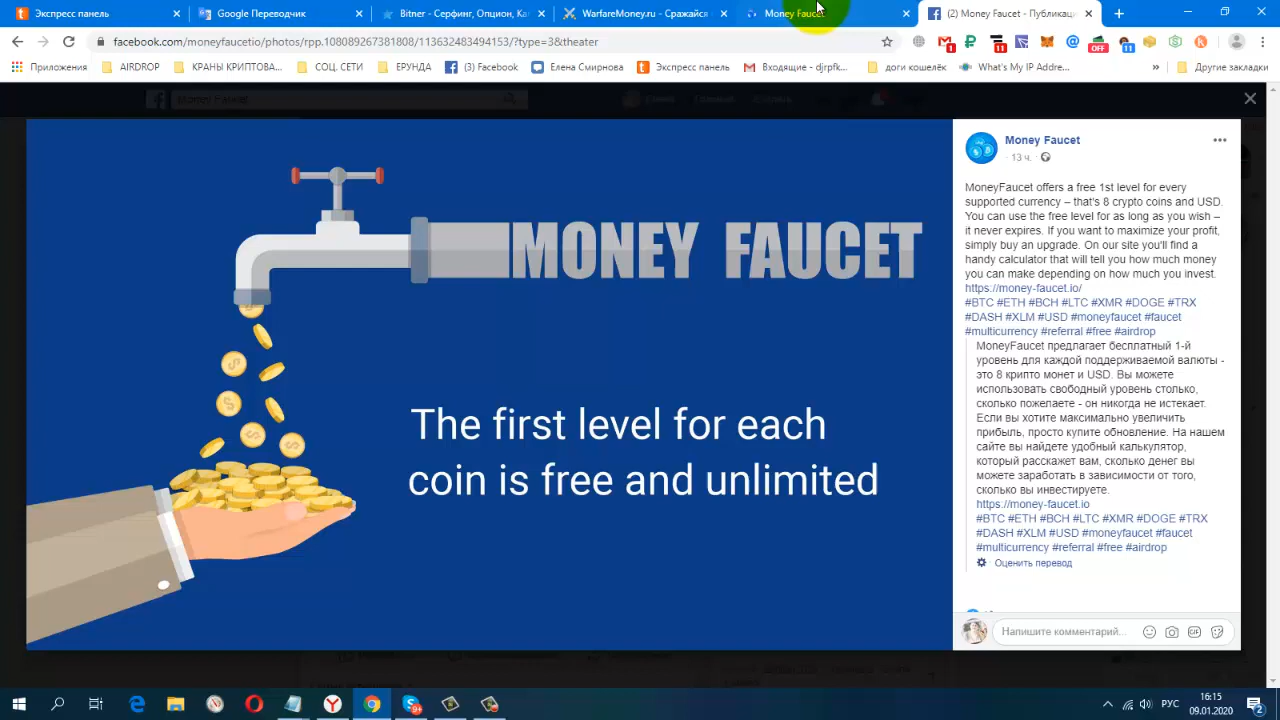 Экспресс панель
Google Переводчик
Bitner - Серфинг, Опцион, Ка
WarfareMoney.ru - Сражайся
Money Faucet
(2) Money Faucet - Публикац
facebook.com/moneyfaucetio/photos/pcb.108989267381808/113632483494153/?type=3&theater
Приложения
AIRDROP
КРАНЫ КРИПТОВА...
СОЦ. СЕТИ
ЕРУНДА
(3) Facebook
Елена Смирнова
Экспресс панель
Входящие - djrpfk...
доги кошелёк
What's My IP Addre...
»
Другие закладки
Money Faucet
MONEY FAUCET
The first level for each
coin is free and unlimited
Money Faucet
13 ч.
MoneyFaucet offers a free 1st level for every
supported currency – that's 8 crypto coins and USD.
You can use the free level for as long as you wish –
it never expires. If you want to maximize your profit,
simply buy an upgrade. On our site you'll find a
handy calculator that will tell you how much money
you can make depending on how much you invest.
https://money-faucet.io/
#BTC #ETH #BCH #LTC #XMR #DOGE #TRX
#DASH #XLM #USD #moneyfaucet #faucet
#multicurrency #referral #free #airdrop
MoneyFaucet предлагает бесплатный 1-й
уровень для каждой поддерживаемой валюты -
это 8 крипто монет и USD. Вы можете
использовать свободный уровень столько,
сколько пожелаете - он никогда не истекает.
Если вы хотите максимально увеличить
прибыль, просто купите обновление. На нашем
сайте вы найдете удобный калькулятор,
который расскажет вам, сколько денег вы
можете заработать в зависимости от того,
сколько вы инвестируете.
https://money-faucet.io
#BTC #ETH #BCH #LTC #XMR #DOGE #TRX
#DASH #XLM #USD #moneyfaucet #faucet
#multicurrency #referral #free #airdrop
Оценить перевод
Напишите комментарий...
GIF
РУС
16:15
09.01.2020